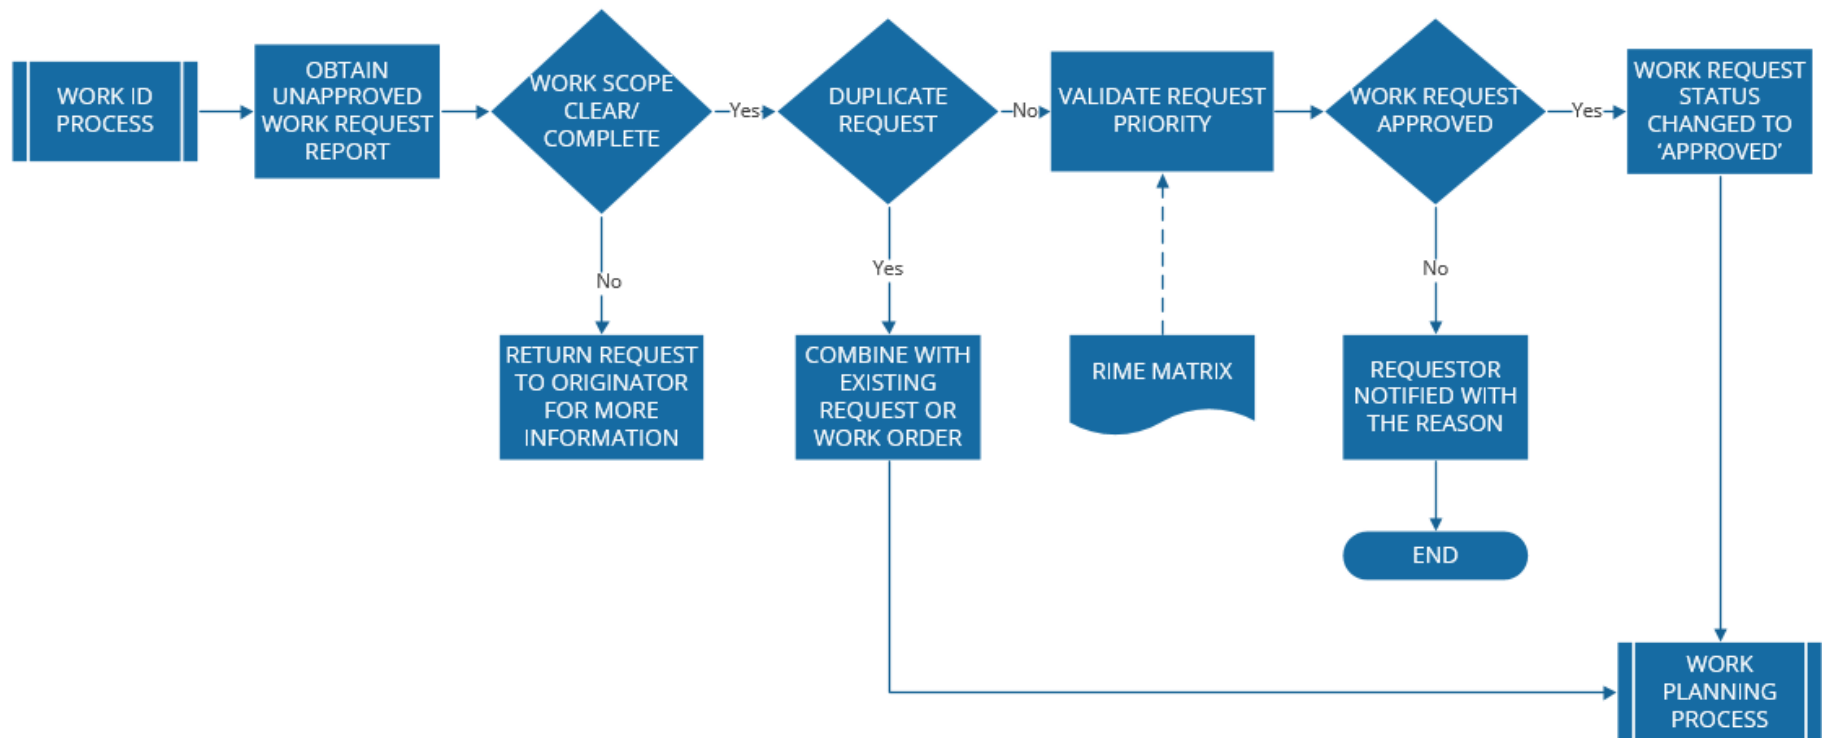 WORK ID
PROCESS
OBTAIN
UNAPPROVED
WORK REQUEST
REPORT
WORK SCOPE
CLEAR/
COMPLETE
Yes
DUPLICATE
REQUEST
No
VALIDATE REQUEST
PRIORITY
WORK REQUEST
APPROVED
Yes
WORK REQUEST
STATUS
CHANGED TO
‘APPROVED’
No
Yes
No
RETURN REQUEST
TO ORIGINATOR
FOR MORE
INFORMATION
COMBINE WITH
EXISTING
REQUEST OR
WORK ORDER
RIME MATRIX
REQUESTOR
NOTIFIED WITH
THE REASON
END
WORK
PLANNING
PROCESS